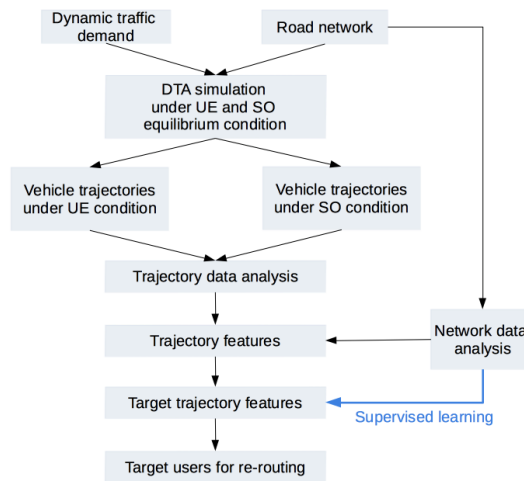 Dynamic traffic
demand
Road network
DTA simulation
under UE and SO
equilibrium condition
Vehicle trajectories
under UE condition
Vehicle trajectories
under SO condition
Trajectory data analysis
Trajectory features
Network data
analysis
Target trajectory features
Supervised learning
Target users for re-routing